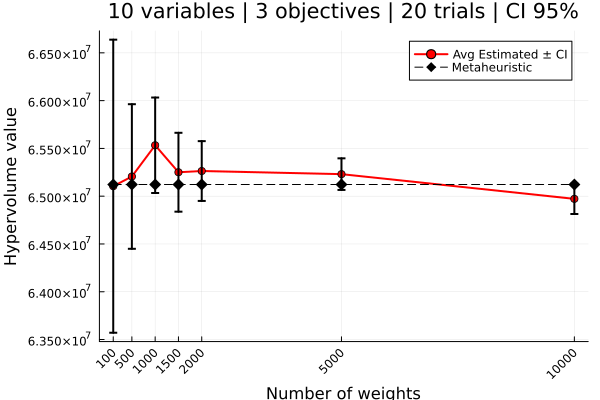 10 variables | 3 objectives | 20 trials | CI 95%
Avg Estimated ± CI
Metaheuristic
Hypervolume value
6.650×10⁷
6.600×10⁷
6.550×10⁷
6.500×10⁷
6.450×10⁷
6.400×10⁷
6.350×10⁷
100 500 1000 1500 2000 5000 10000
Number of weights